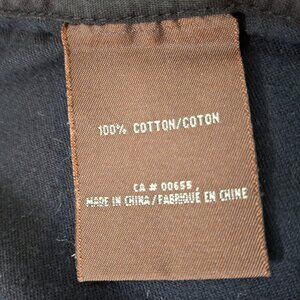 100% COTTON/COTON
CA # 00655
MADE IN CHINA/FABRIQUÉ EN CHINE